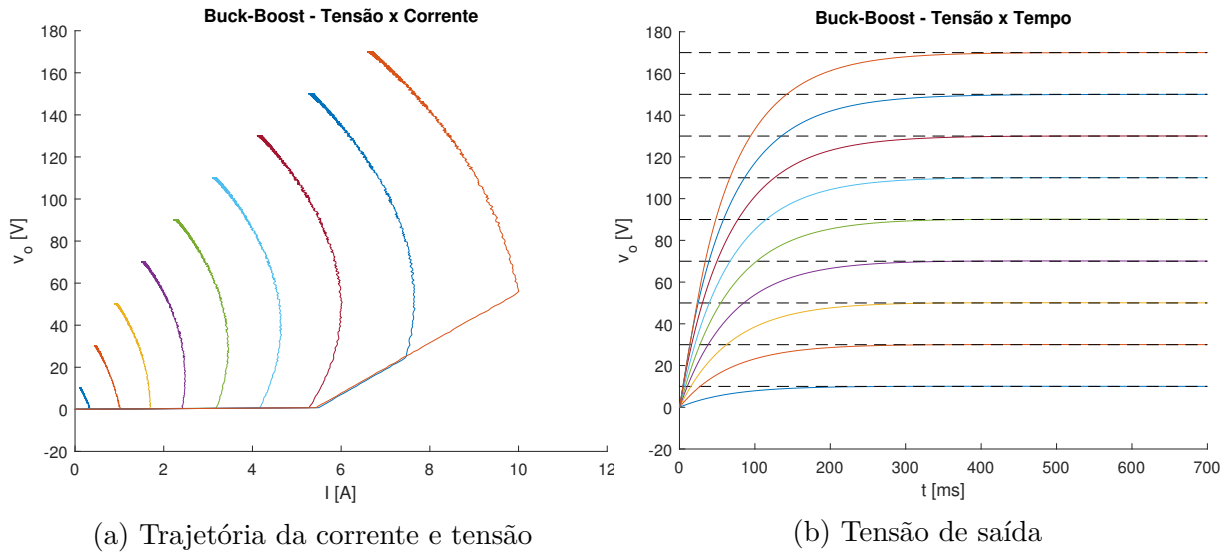 Buck-Boost - Tensão x Corrente
180
160
140
120
100
80
60
40
20
0
-20
v_o [V]
0 2 4 6 8 10 12
I [A]
(a) Trajetória da corrente e tensão
Buck-Boost - Tensão x Tempo
180
160
140
120
100
80
60
40
20
0
-20
v_o [V]
0 100 200 300 400 500 600 700
t [ms]
(b) Tensão de saída